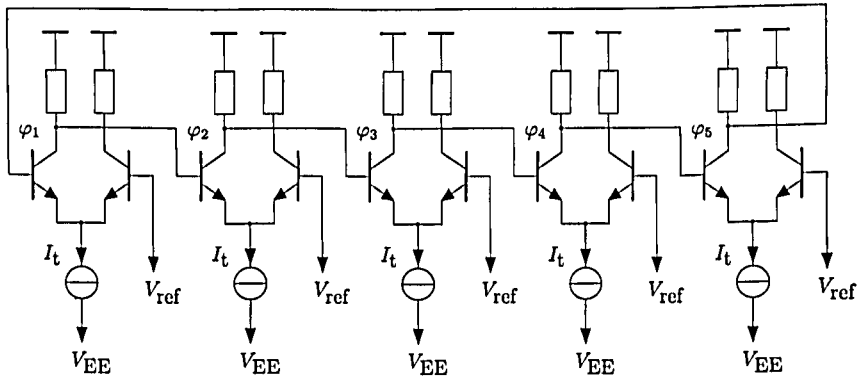 φ1 φ2 φ3 φ4 φ5
It It It It It
Vref Vref Vref Vref Vref
VEE VEE VEE VEE VEE